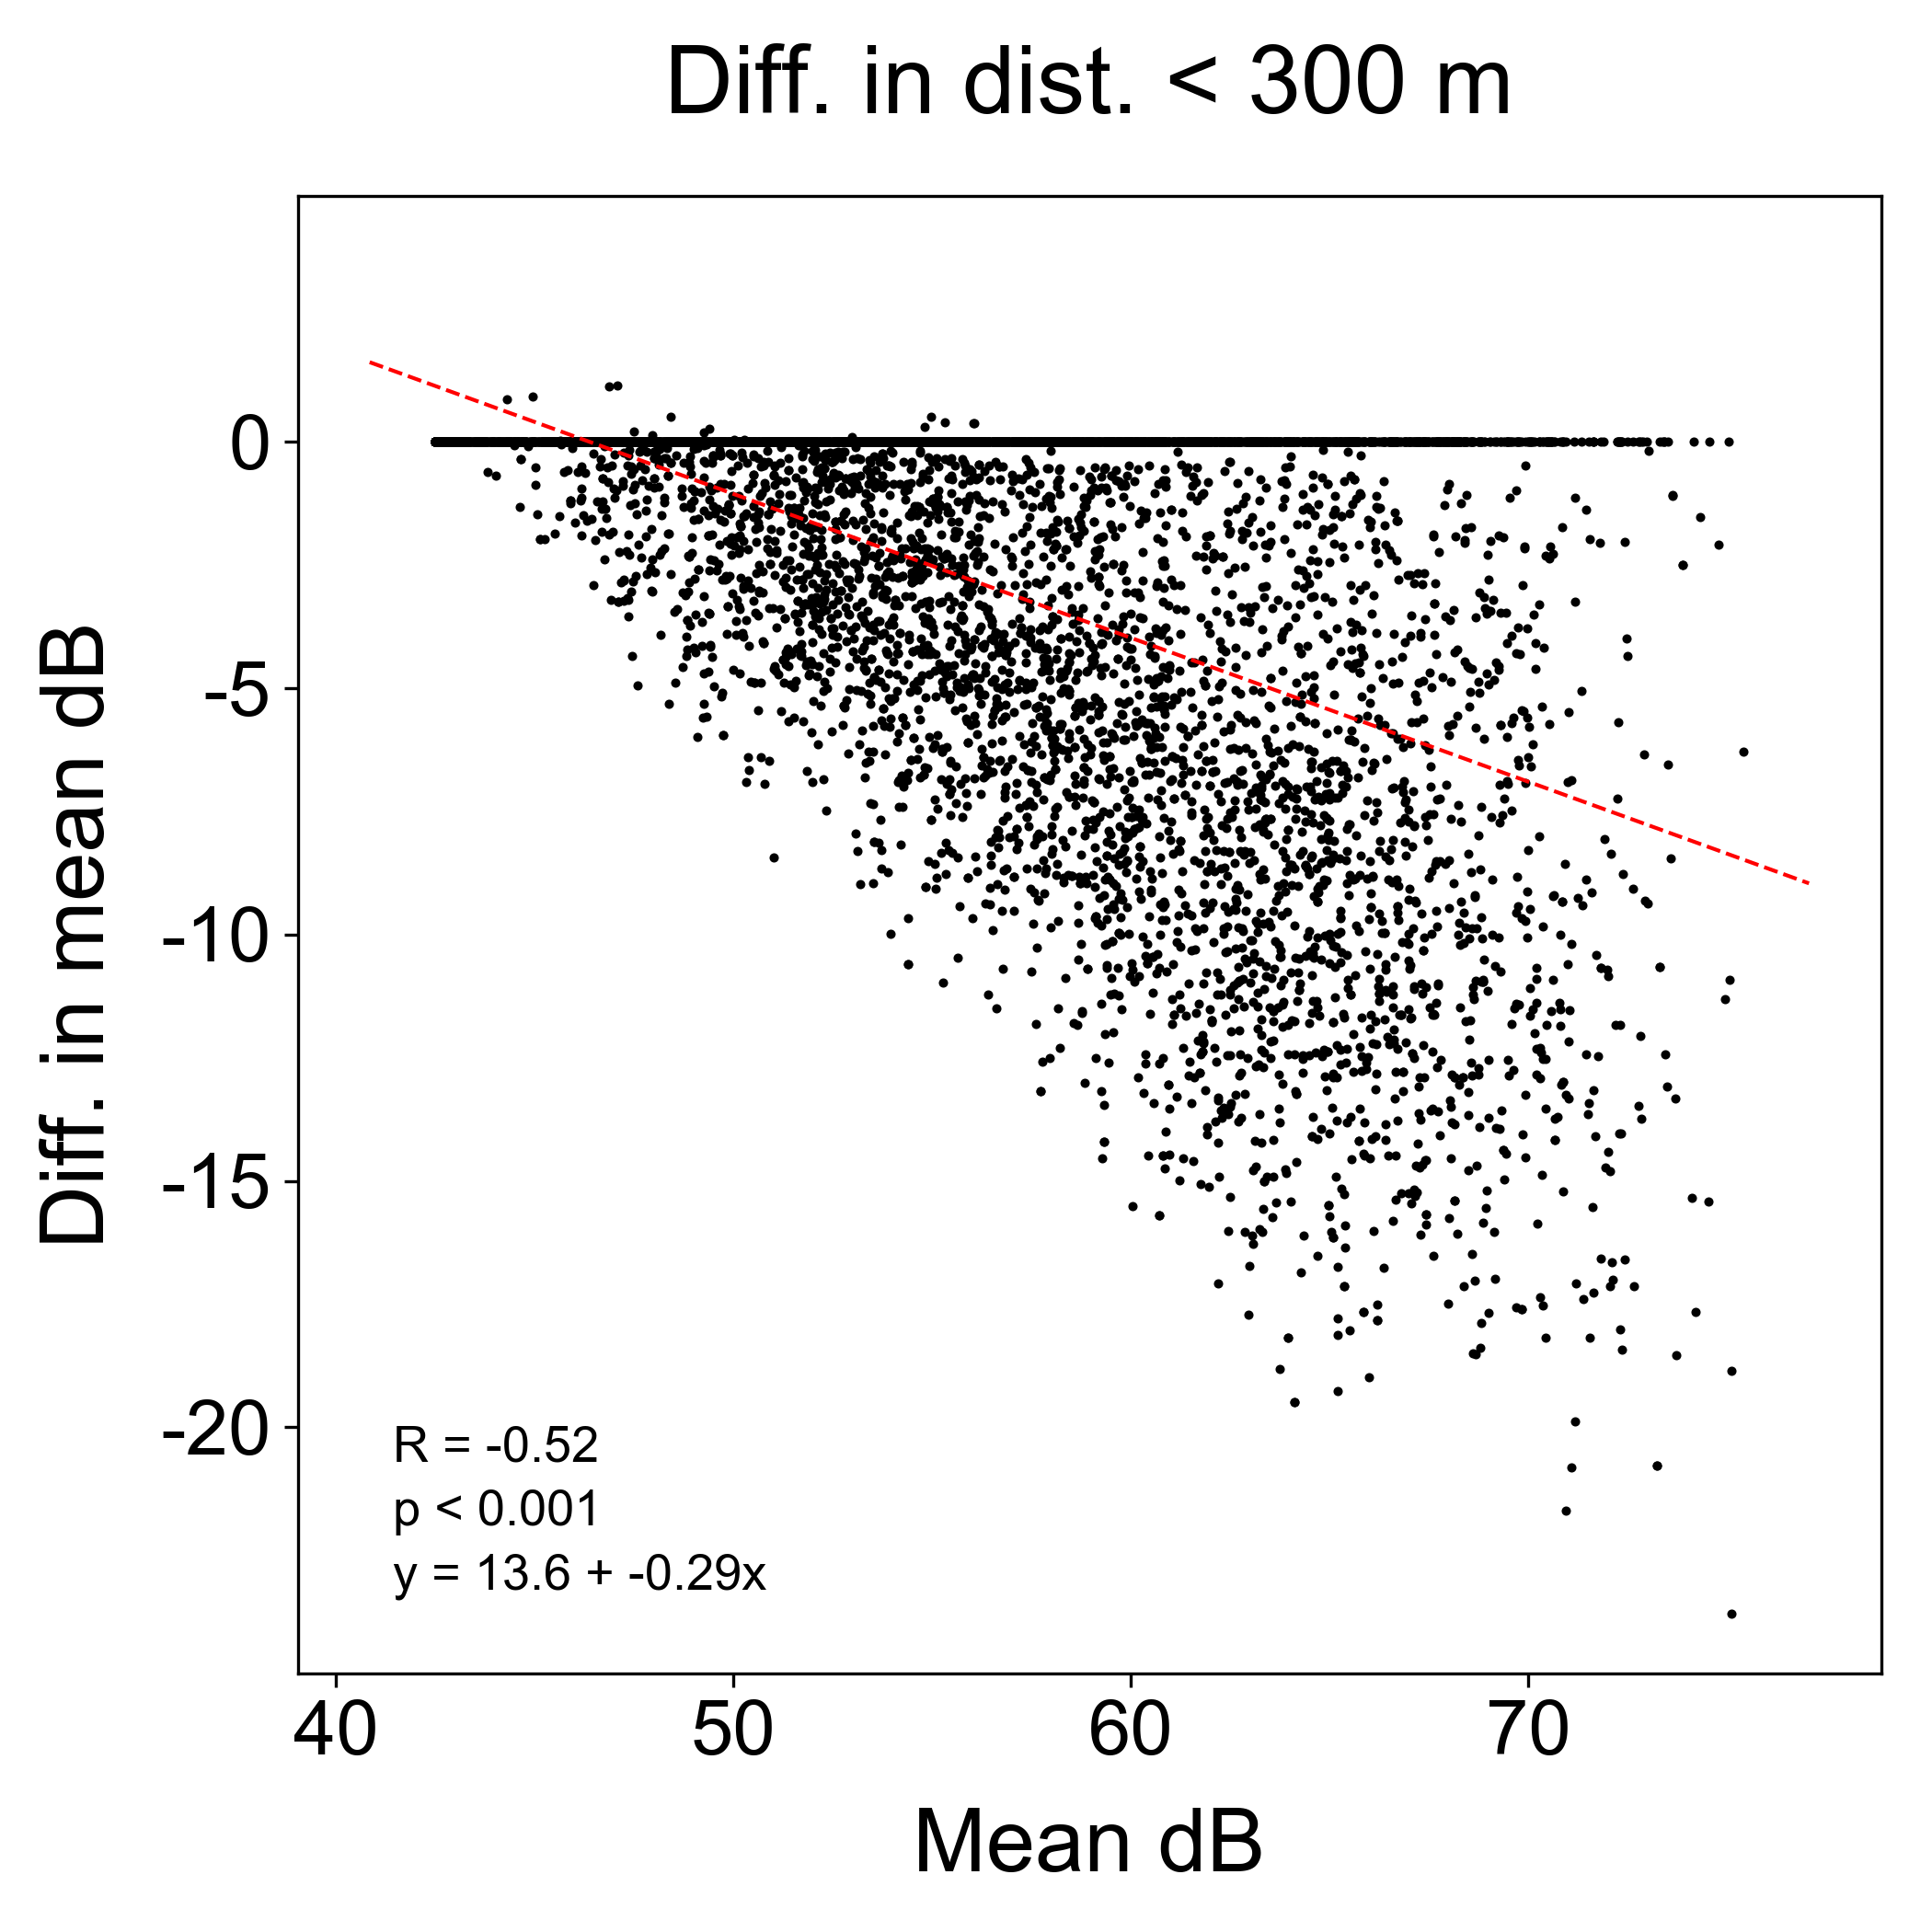 Diff. in dist. < 300 m
Diff. in mean dB
0
-5
-10
-15
-20
R = -0.52
p < 0.001
y = 13.6 + -0.29x
40 50 60 70
Mean dB